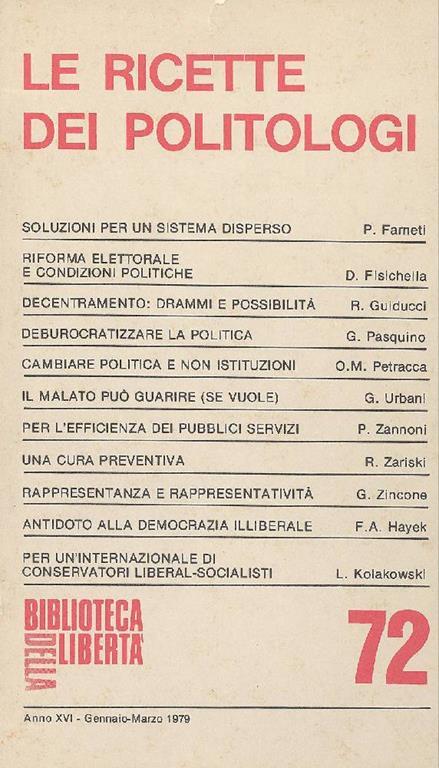 LE RICETTE
DEI POLITOLOGI
SOLUZIONI PER UN SISTEMA DISPERSO P. Farneti
RIFORMA ELETTORALE
E CONDIZIONI POLITICHE D. Fisichella
DECENTRAMENTO: DRAMMI E POSSIBILITÀ R. Guiducci
DEBUROCRATIZZARE LA POLITICA G. Pasquino
CAMBIARE POLITICA E NON ISTITUZIONI O.M. Petracca
IL MALATO PUÒ GUARIRE (SE VUOLE) G. Urbani
PER L'EFFICIENZA DEI PUBBLICI SERVIZI P. Zannoni
UNA CURA PREVENTIVA R. Zariski
RAPPRESENTANZA E RAPPRESENTATIVITÀ G. Zincone
ANTIDOTO ALLA DEMOCRAZIA ILLIBERALE F.A. Hayek
PER UN'INTERNAZIONALE DI
CONSERVATORI LIBERAL-SOCIALISTI L. Kolakowski
BIBLIOTECA
DELLA
LIBERTÀ
72
Anno XVI - Gennaio-Marzo 1979